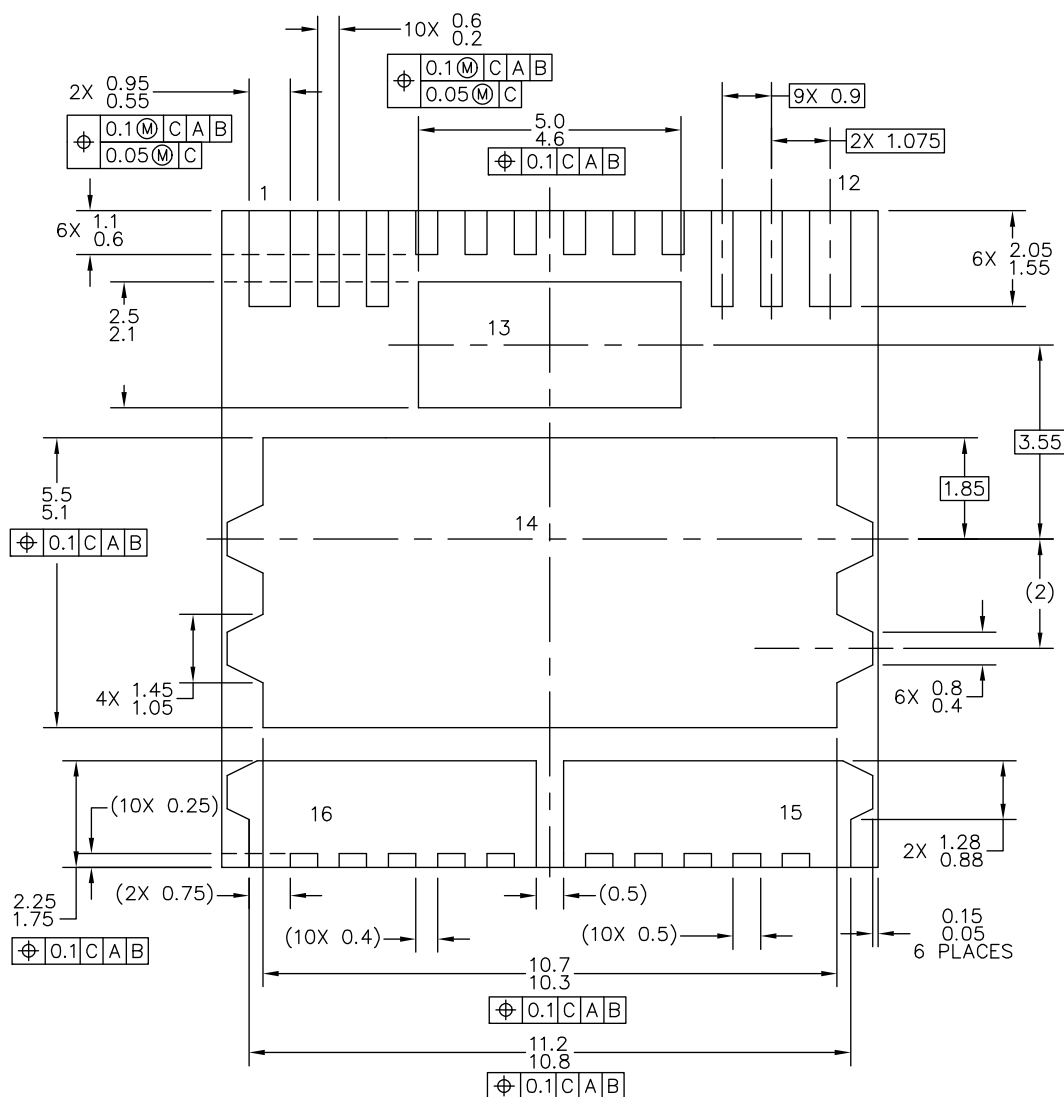 10X 0.6
0.2
⌖ 0.1Ⓜ C A B
0.05Ⓜ C
2X 0.95
0.55
⌖ 0.1Ⓜ C A B
0.05Ⓜ C
9X 0.9
5.0
4.6
⌖ 0.1 C A B
2X 1.075
1
12
6X 1.1
0.6
6X 2.05
1.55
2.5
2.1
13
3.55
5.5
5.1
⌖ 0.1 C A B
1.85
14
(2)
4X 1.45
1.05
6X 0.8
0.4
(10X 0.25)
16
15
2X 1.28
0.88
2.25
1.75
⌖ 0.1 C A B
(2X 0.75)
(0.5)
(10X 0.4)
(10X 0.5)
0.15
0.05
6 PLACES
10.7
10.3
⌖ 0.1 C A B
11.2
10.8
⌖ 0.1 C A B